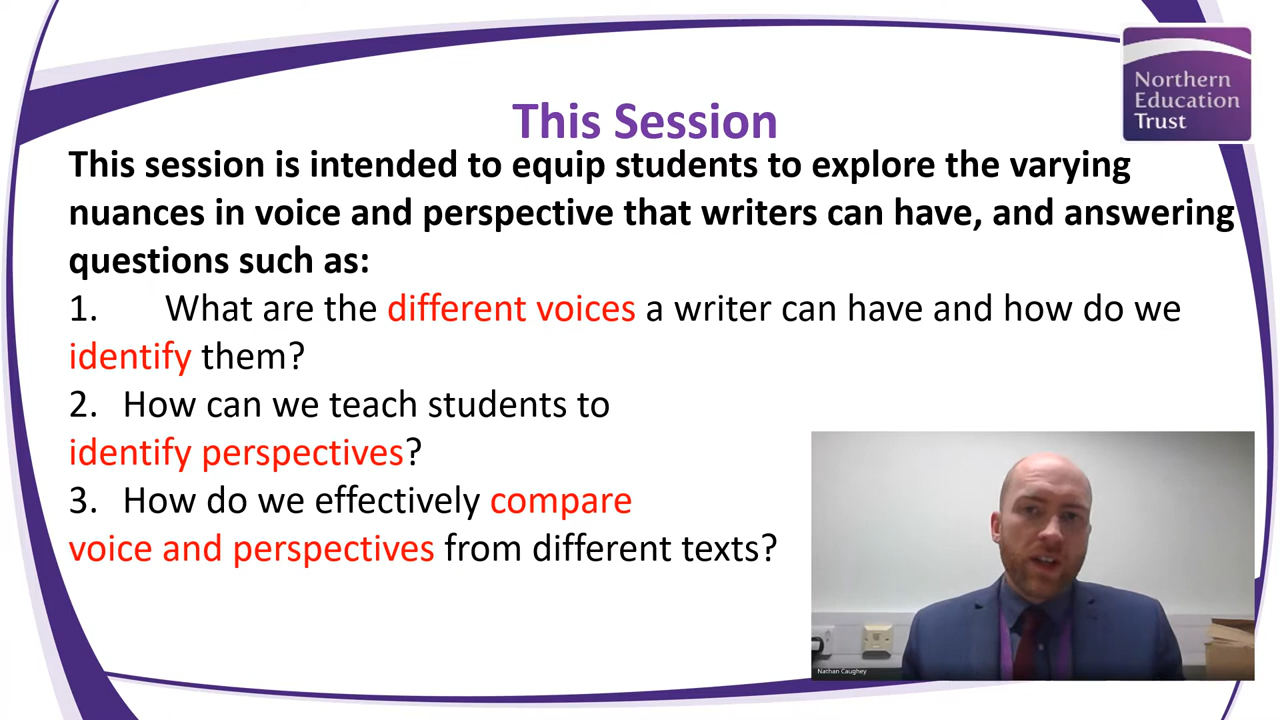 Northern
Education
Trust
This Session
This session is intended to equip students to explore the varying
nuances in voice and perspective that writers can have, and answering
questions such as:
1. What are the different voices a writer can have and how do we
identify them?
2. How can we teach students to
identify perspectives?
3. How do we effectively compare
voice and perspectives from different texts?
Nathan Caughey